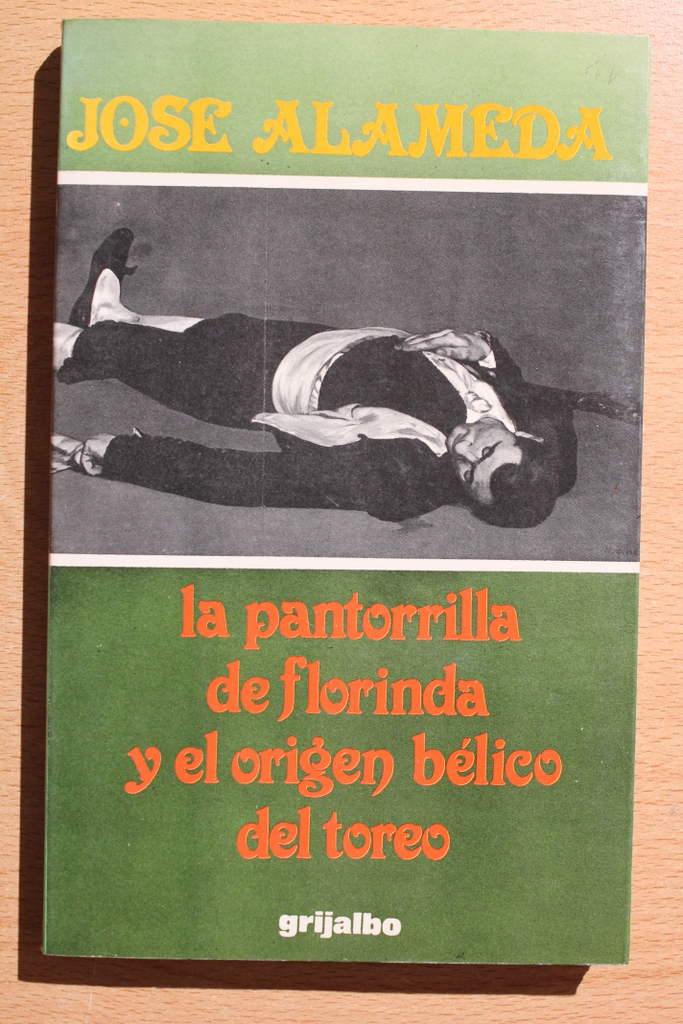 JOSE ALAMEDA
la pantorrilla
de florinda
y el origen bélico
del toreo
grijalbo